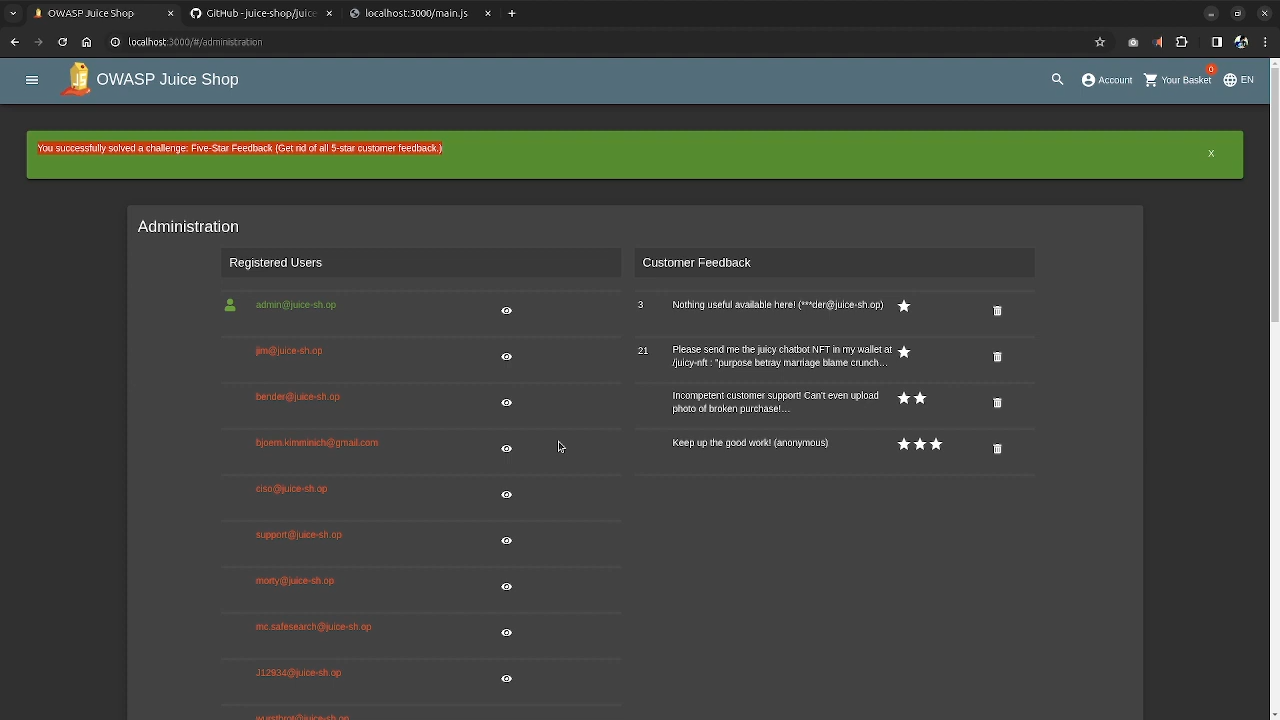 OWASP Juice Shop
GitHub - juice-shop/juice
localhost:3000/main.js
localhost:3000/#/administration
OWASP Juice Shop
Account
Your Basket
0
EN
You successfully solved a challenge: Five-Star Feedback (Get rid of all 5-star customer feedback.)
X
Administration
Registered Users
admin@juice-sh.op
jim@juice-sh.op
bender@juice-sh.op
bjoern.kimminich@gmail.com
ciso@juice-sh.op
support@juice-sh.op
morty@juice-sh.op
mc.safesearch@juice-sh.op
J12934@juice-sh.op
wurstbrot@juice-sh.op
Customer Feedback
3 Nothing useful available here! (***der@juice-sh.op)
21 Please send me the juicy chatbot NFT in my wallet at
/juicy-nft : "purpose betray marriage blame crunch...
Incompetent customer support! Can't even upload
photo of broken purchase!...
Keep up the good work! (anonymous)